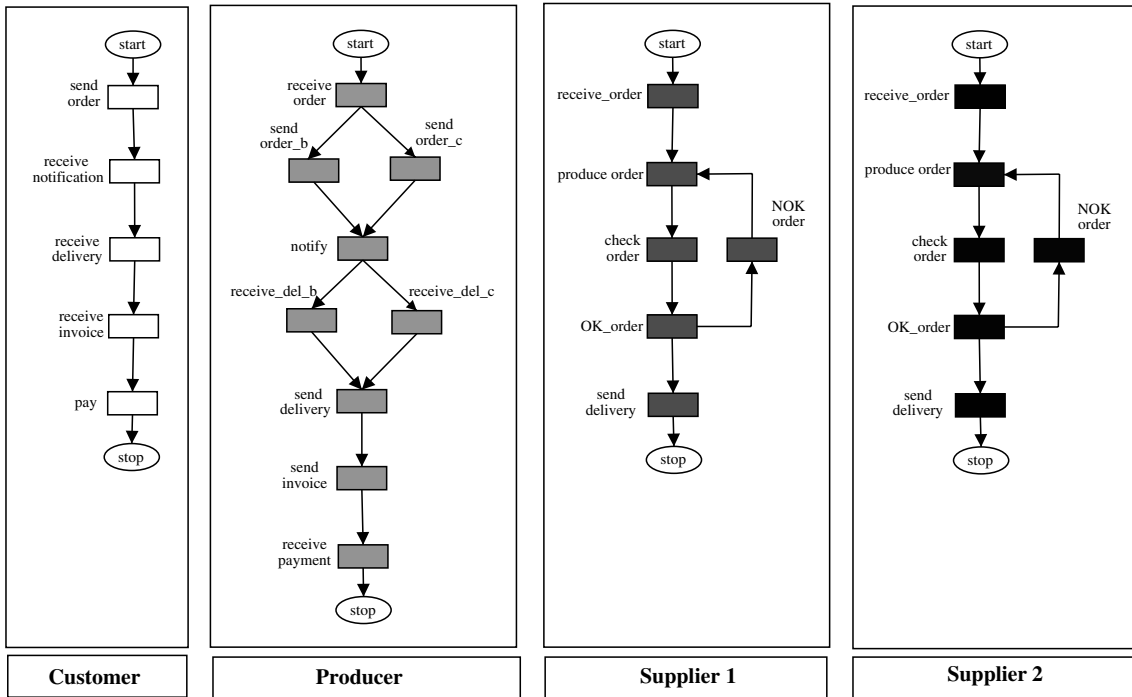 start
send
order
receive
notification
receive
delivery
receive
invoice
pay
stop
Customer
start
receive
order
send
order_b
send
order_c
notify
receive_del_b
receive_del_c
send
delivery
send
invoice
receive
payment
stop
Producer
start
receive_order
produce order
NOK
order
check
order
OK_order
send
delivery
stop
Supplier 1
start
receive_order
produce order
NOK
order
check
order
OK_order
send
delivery
stop
Supplier 2